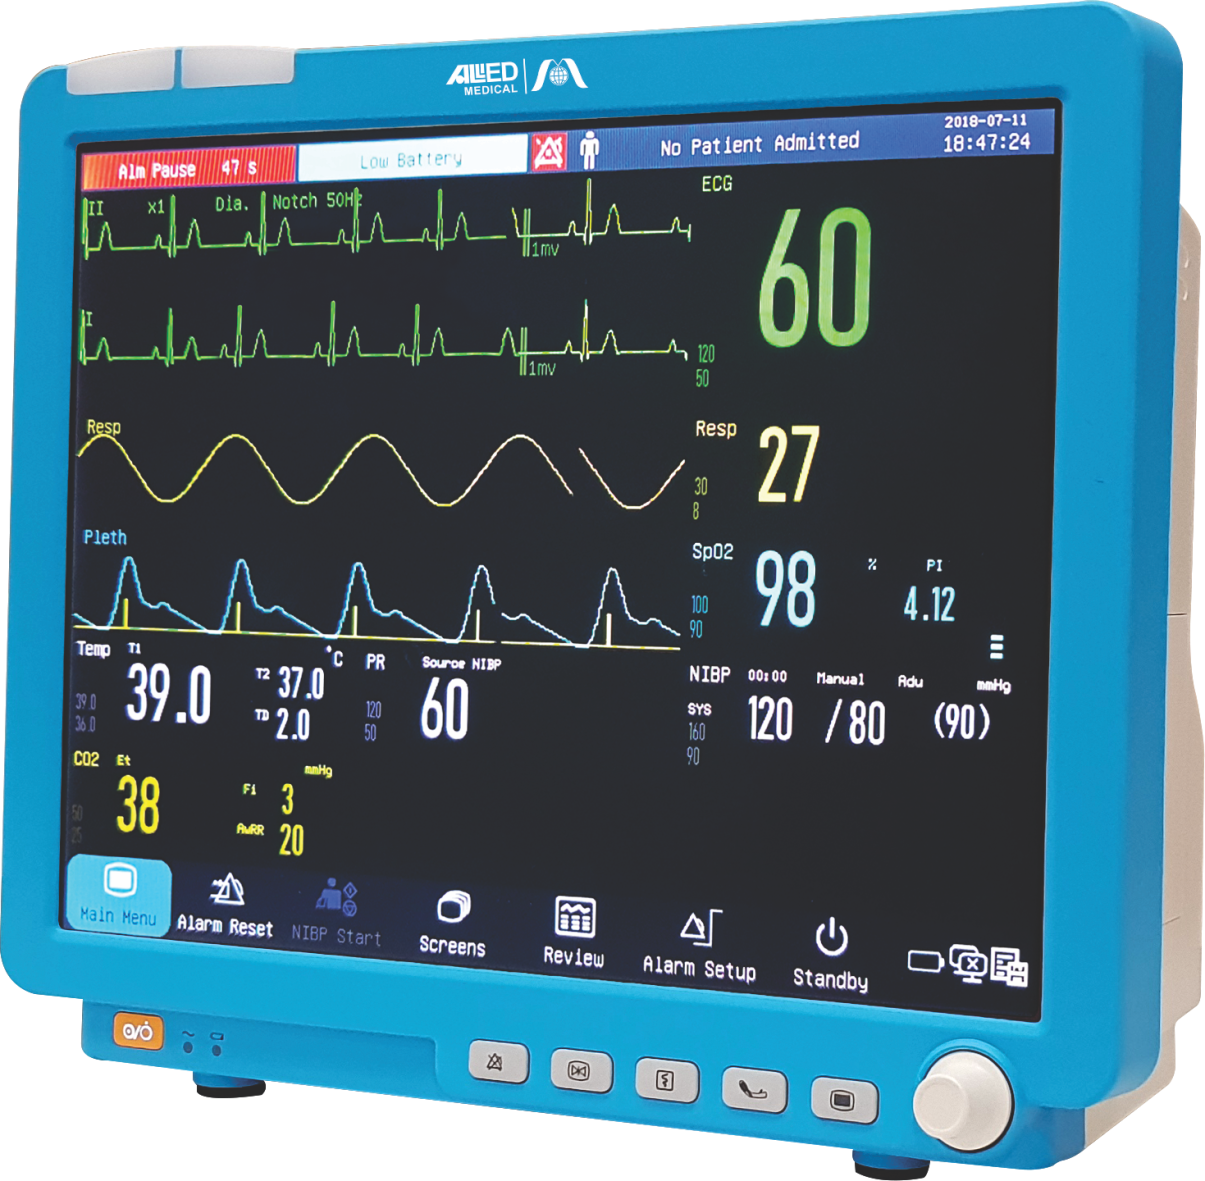 ALLIED
MEDICAL
Alm Pause 47 s
Low Battery
No Patient Admitted
2018-07-11
18:47:24
II x1 Dia. Notch 50Hz
1mv
ECG
60
120
50
I
1mv
Resp
Resp
27
30
8
Pleth
SpO2
98
%
PI
4.12
100
90
Temp T1
39.0
39.0
36.0
T2 37.0
TD 2.0
°C
PR
120
50
Source NIBP
60
NIBP 00:00 Manual Adu mmHg
SYS
160
90
120 / 80 (90)
CO2 Et
38
50
25
mmHg
Fi 3
AwRR 20
Main Menu
Alarm Reset
NIBP Start
Screens
Review
Alarm Setup
Standby